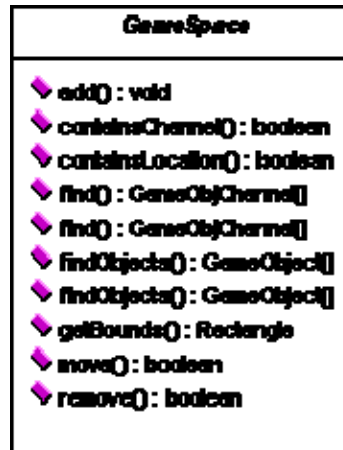 GameSpace
add() : void
containsChannel() : boolean
containsLocation() : boolean
find() : GameObjChannel[]
find() : GameObjChannel[]
findObjects() : GameObject[]
findObjects() : GameObject[]
getBounds() : Rectangle
move() : boolean
remove() : boolean